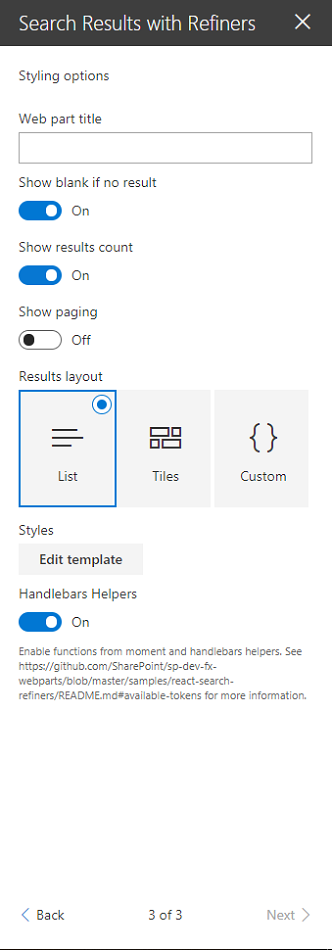 Search Results with Refiners
Styling options
Web part title
Show blank if no result
On
Show results count
On
Show paging
Off
Results layout
List Tiles Custom
Styles
Edit template
Handlebars Helpers
On
Enable functions from moment and handlebars helpers. See
https://github.com/SharePoint/sp-dev-fx-
webparts/blob/master/samples/react-search-
refiners/README.md#available-tokens for more information.
Back 3 of 3 Next